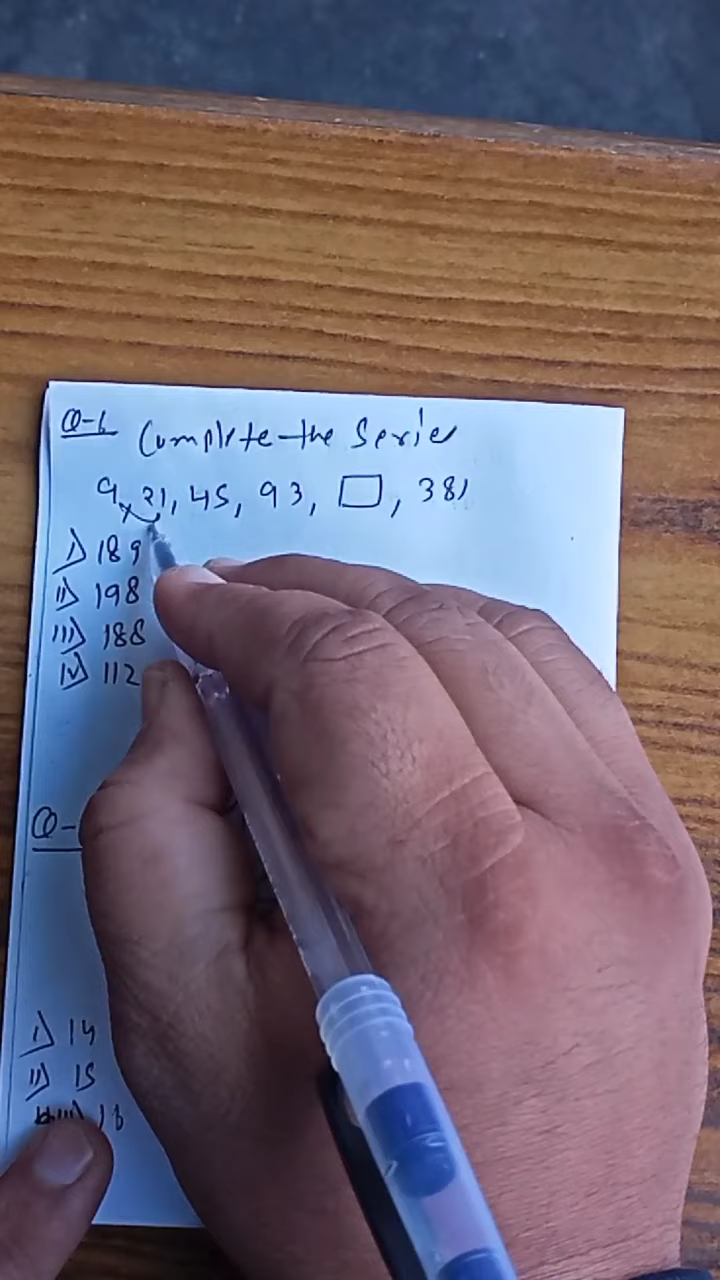 Q-6 Complete the Serie
9, 21, 45, 93, □, 381
i) 189
ii) 198
iii) 188
iv) 112
Q-
i) 14
ii) 15
iii) 16